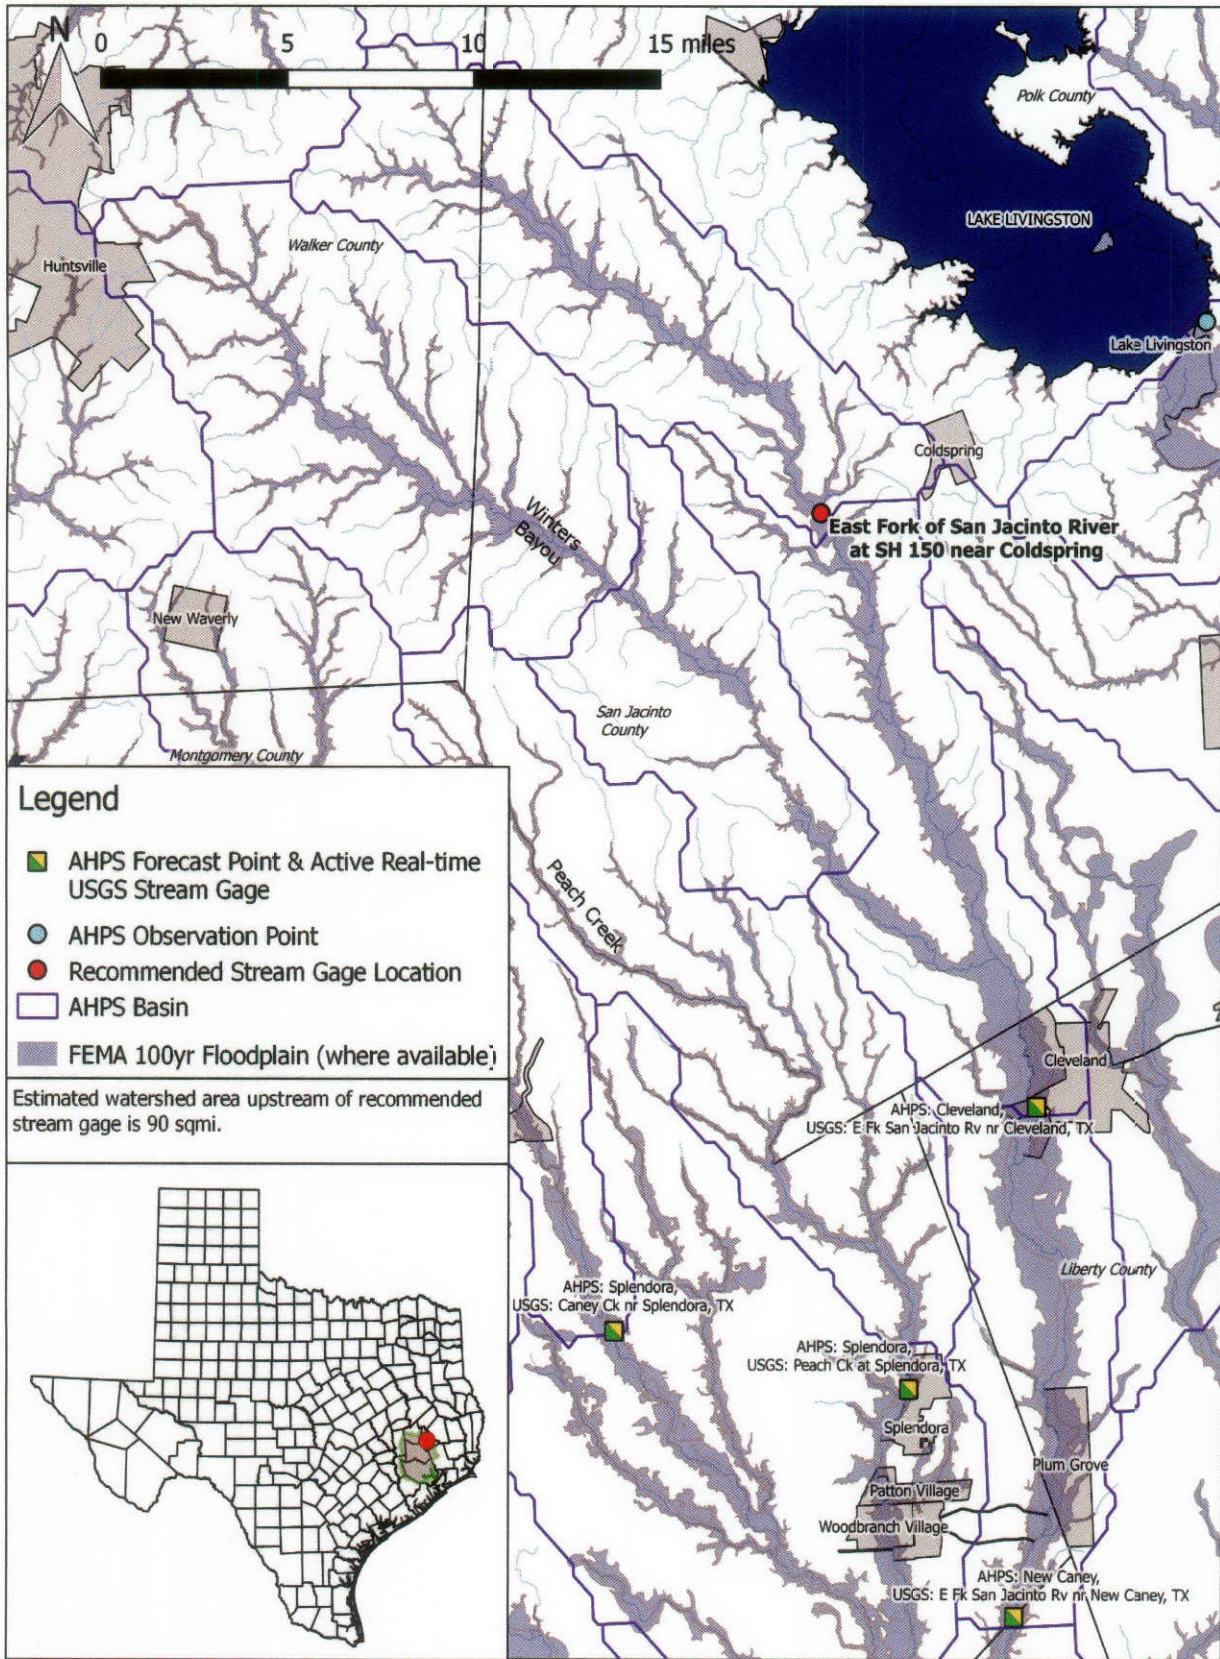 N
0 5 10 15 miles
Polk County
LAKE LIVINGSTON
Walker County
Huntsville
Lake Livingston
Coldspring
Winters
Bayou
East Fork of San Jacinto River
at SH 150 near Coldspring
New Waverly
San Jacinto
County
Montgomery County
Legend
AHPS Forecast Point & Active Real-time
USGS Stream Gage
AHPS Observation Point
Recommended Stream Gage Location
AHPS Basin
FEMA 100yr Floodplain (where available)
Estimated watershed area upstream of recommended
stream gage is 90 sqmi.
Peach Creek
Cleveland
AHPS: Cleveland,
USGS: E Fk San Jacinto Rv nr Cleveland, TX
Liberty County
AHPS: Splendora,
USGS: Caney Ck nr Splendora, TX
AHPS: Splendora,
USGS: Peach Ck at Splendora, TX
Splendora
Plum Grove
Patton Village
Woodbranch Village
AHPS: New Caney,
USGS: E Fk San Jacinto Rv nr New Caney, TX